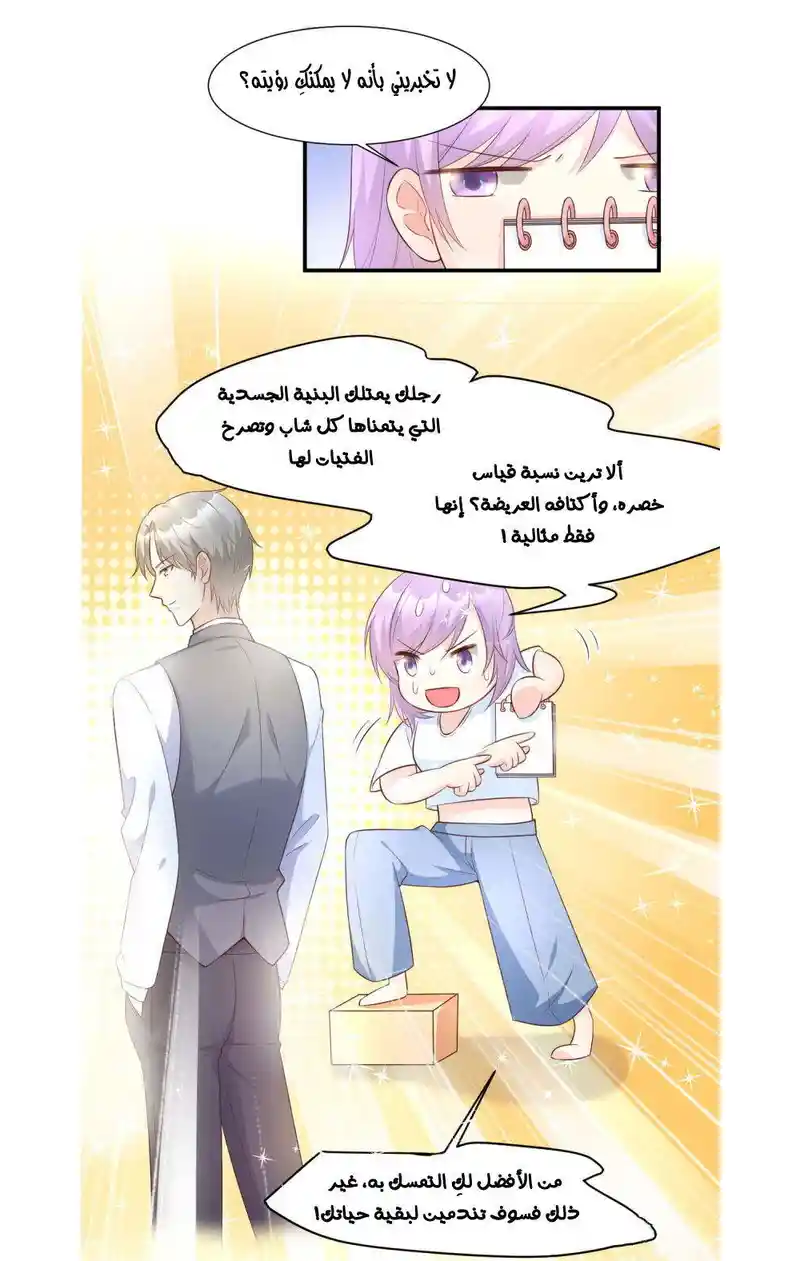 لا تخبريني بأنه لا يمكنكِ رؤيته؟
رجلك يمتلك البنية الجسدية
التي يتمناها كل شاب وتصرخ
الفتيات لها
ألا ترين نسبة قياس
خصره، وأكتافه العريضة؟ إنها
فقط مثالية!
من الأفضل لكِ التمسك به، غير
ذلك فسوف تندمين لبقية حياتك!